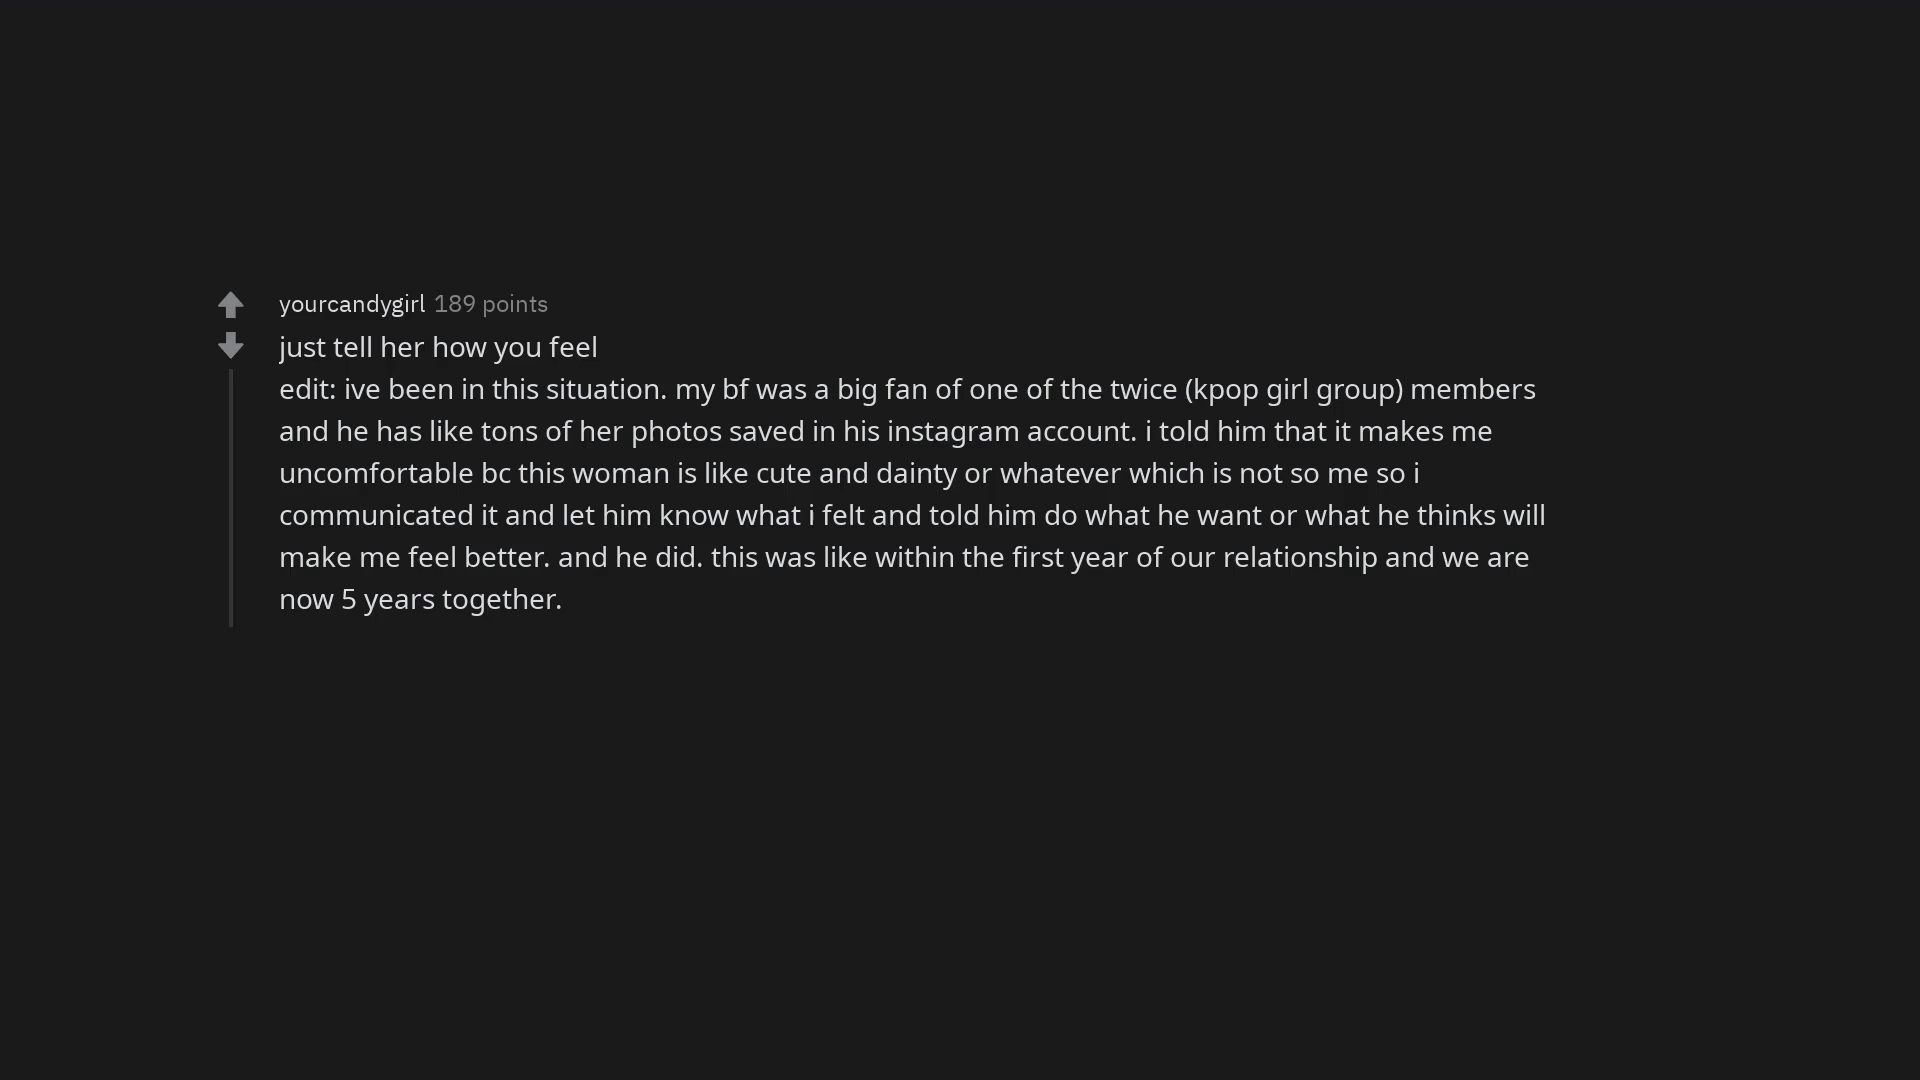 yourcandygirl 189 points
just tell her how you feel
edit: ive been in this situation. my bf was a big fan of one of the twice (kpop girl group) members
and he has like tons of her photos saved in his instagram account. i told him that it makes me
uncomfortable bc this woman is like cute and dainty or whatever which is not so me so i
communicated it and let him know what i felt and told him do what he want or what he thinks will
make me feel better. and he did. this was like within the first year of our relationship and we are
now 5 years together.